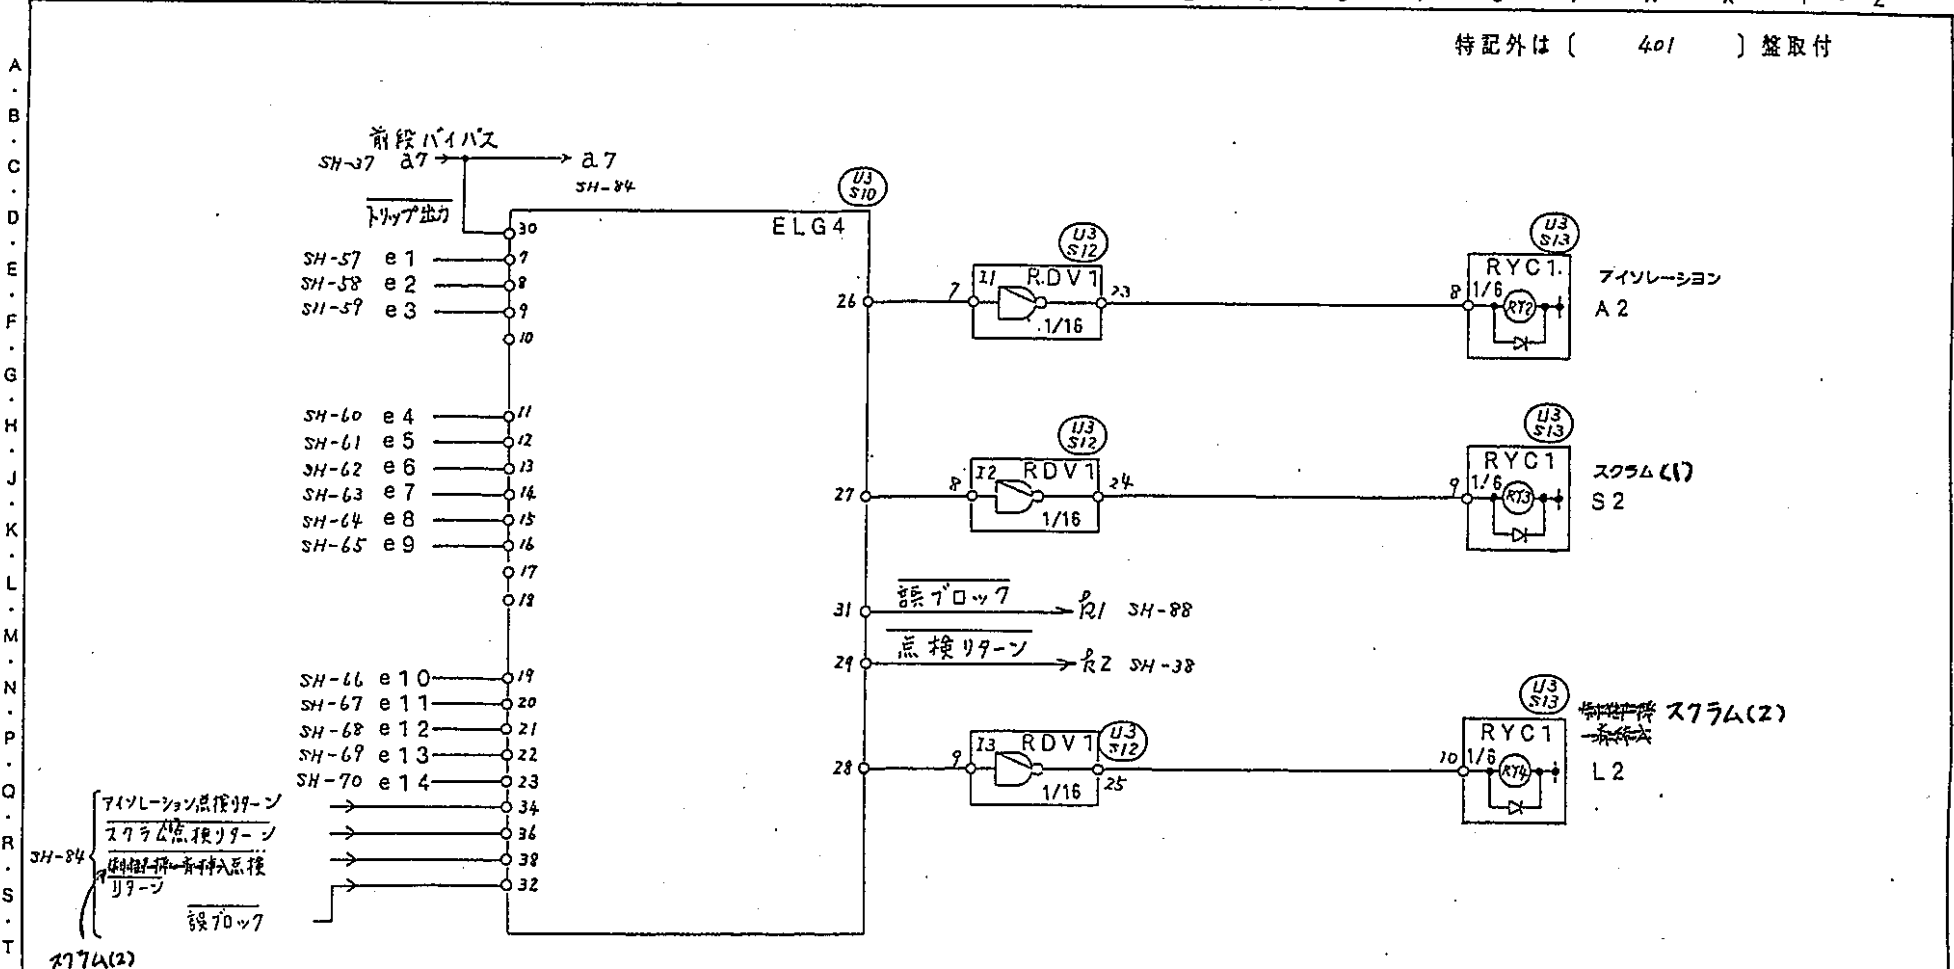 特記外は〔 401 〕盤取付
A
B
C
D
E
F
G
H
J
K
L
M
N
P
Q
R
S
T
前段バイパス
SH-37 a7
a7
SH-84
トリップ出力
30
U3
S10
ELG4
SH-57 e1 7
SH-58 e2 8
SH-59 e3 9
10
SH-60 e4 11
SH-61 e5 12
SH-62 e6 13
SH-63 e7 14
SH-64 e8 15
SH-65 e9 16
17
18
SH-66 e10 19
SH-67 e11 20
SH-68 e12 21
SH-69 e13 22
SH-70 e14 23
SH-84
アイソレーション点検リターン
34
スクラム点検リターン
36
点検
リターン
38
誤ブロック
32
スクラム(2)
U3
S12
26 7 I1 RDV1 23
1/16
U3
S13
RYC1
8 1/6
RY2
アイソレーション
A2
U3
S12
27 8 I2 RDV1 24
1/16
U3
S13
RYC1
9 1/6
RY3
スクラム(1)
S2
31 誤ブロック k1 SH-88
29 点検リターン k2 SH-38
U3
S12
28 9 I3 RDV1 25
1/16
U3
S13
RYC1
10 1/6
RY4
スクラム(2)
L2